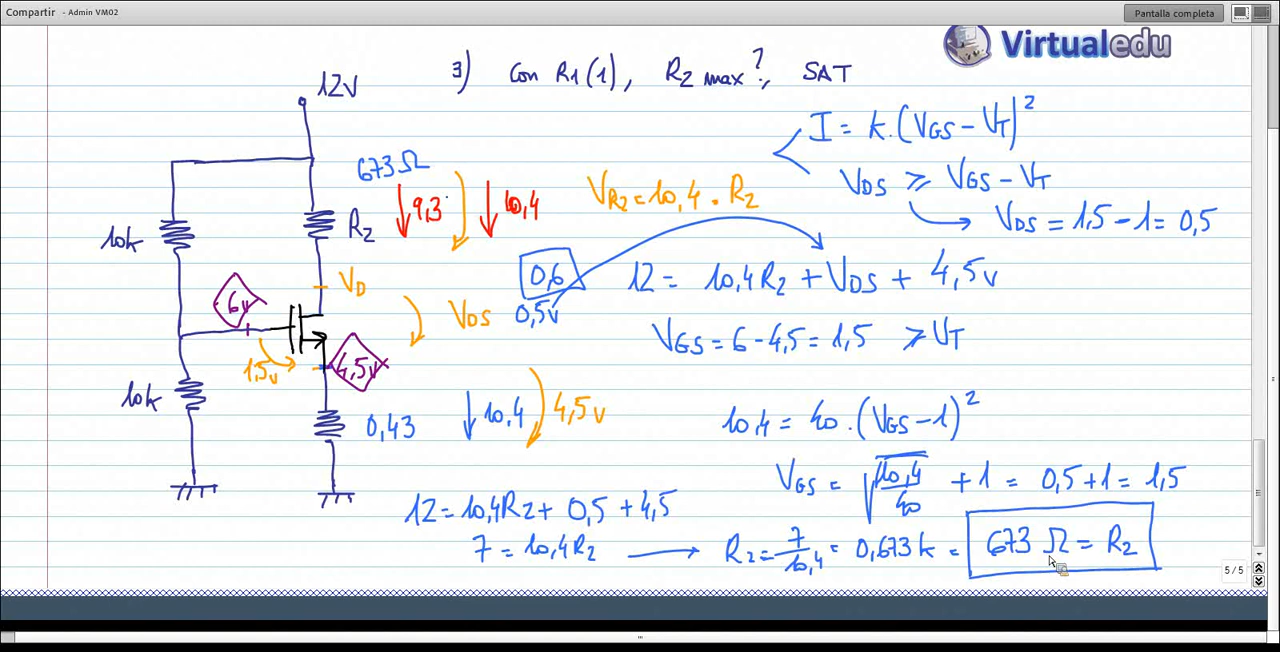 Compartir - Admin VM02
Pantalla completa
Virtualedu
3) Con R1(1), R2 max?, SAT
12V
I = k.(VGS - VT)²
673 Ω
VDS ≥ VGS - VT
9,3
10,4
VR2 = 10,4 . R2
VDS = 1,5 - 1 = 0,5
10k
R2
0,6
12 = 10,4R2 + VDS + 4,5v
VD
6v
VDS
0,5v
VGS = 6 - 4,5 = 1,5 ≥ VT
1,5v
4,5v
10k
0,43
10,4
4,5v
10,4 = 40 . (VGS - 1)²
VGS = √10,4/40 + 1 = 0,5 + 1 = 1,5
12 = 10,4R2 + 0,5 + 4,5
7 = 10,4R2
R2 = 7/10,4 = 0,673k = 673 Ω = R2
5 / 5